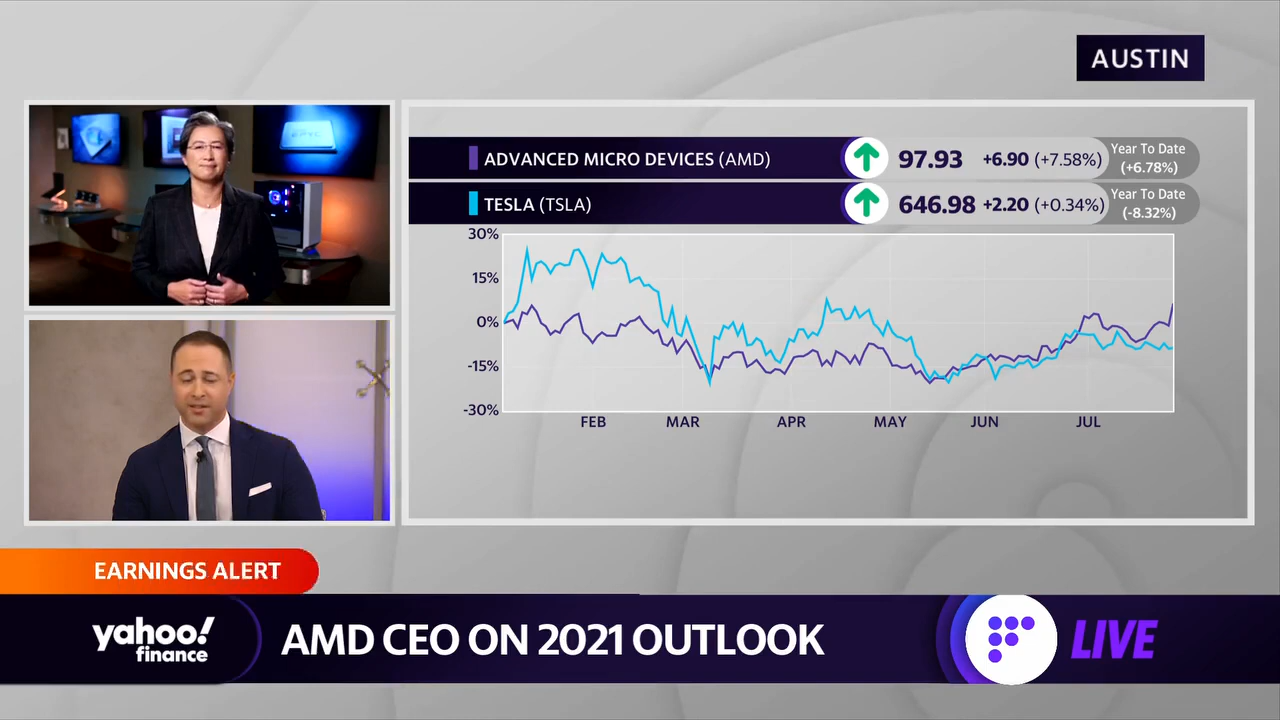 AUSTIN
EPYC
ADVANCED MICRO DEVICES (AMD) 97.93 +6.90 (+7.58%) Year To Date (+6.78%)
TESLA (TSLA) 646.98 +2.20 (+0.34%) Year To Date (-8.32%)
30%
15%
0%
-15%
-30%
FEB MAR APR MAY JUN JUL
EARNINGS ALERT
yahoo!
finance
AMD CEO ON 2021 OUTLOOK
LIVE